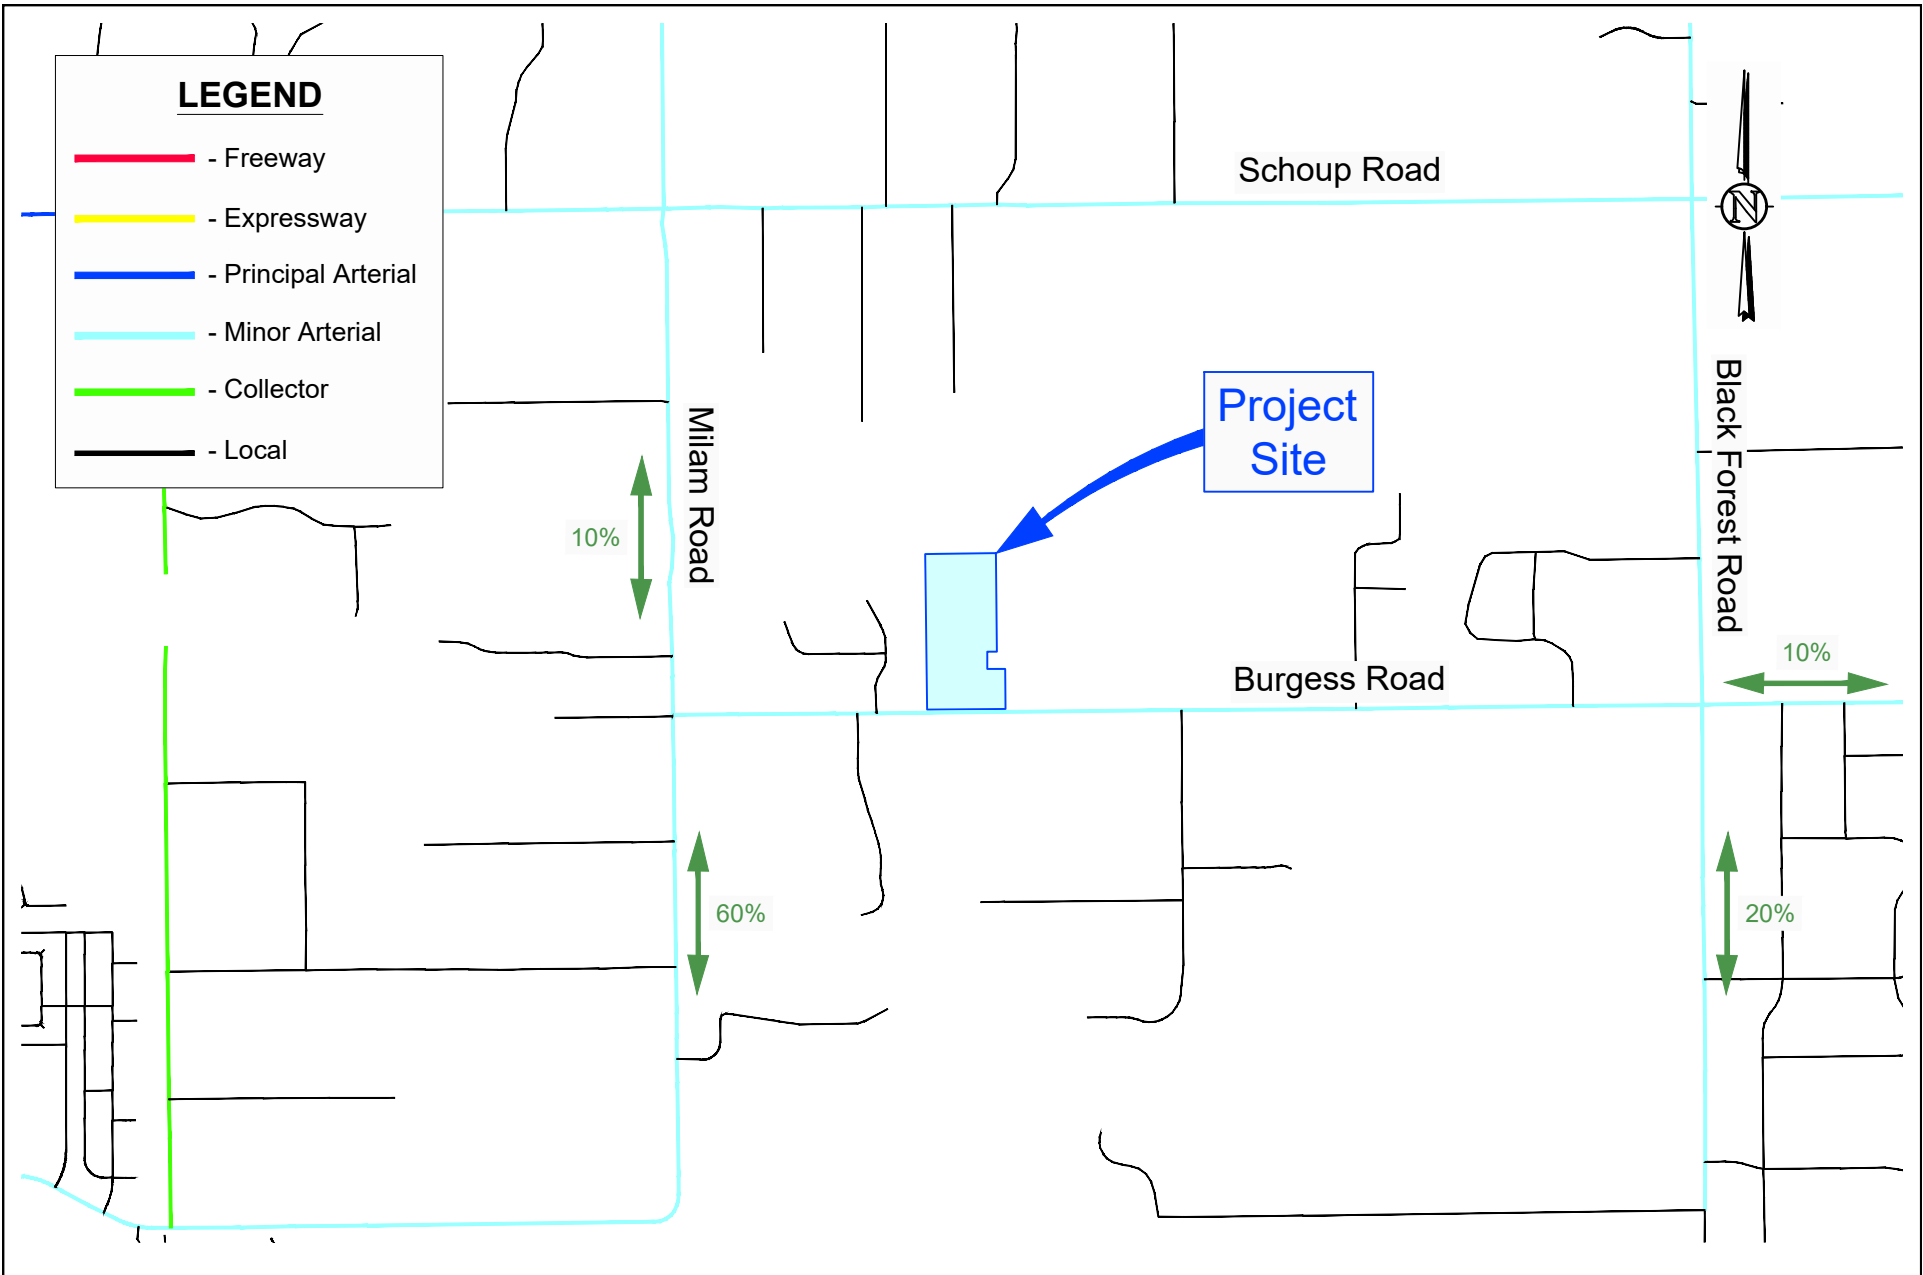 LEGEND
- Freeway
- Expressway
- Principal Arterial
- Minor Arterial
- Collector
- Local
Schoup Road
N
Project
Site
Milam Road
Black Forest Road
10%
Burgess Road
10%
60%
20%